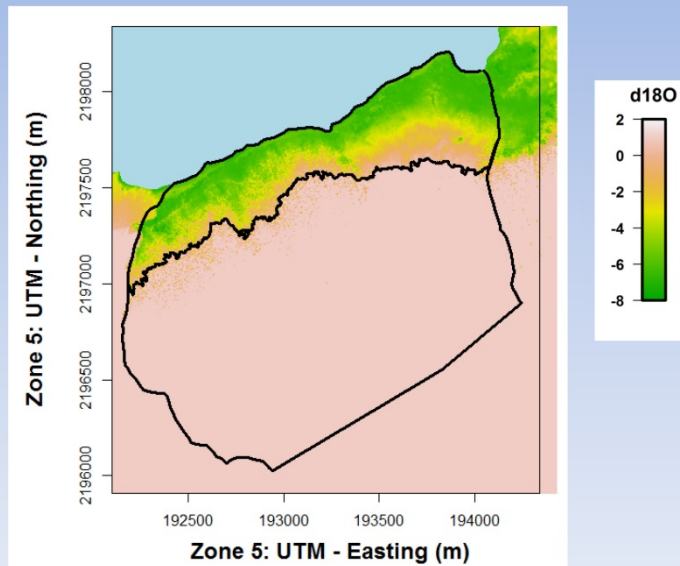 Zone 5: UTM - Northing (m)
2198000
2197500
2197000
2196500
2196000
192500 193000 193500 194000
Zone 5: UTM - Easting (m)
d18O
2
0
-2
-4
-6
-8